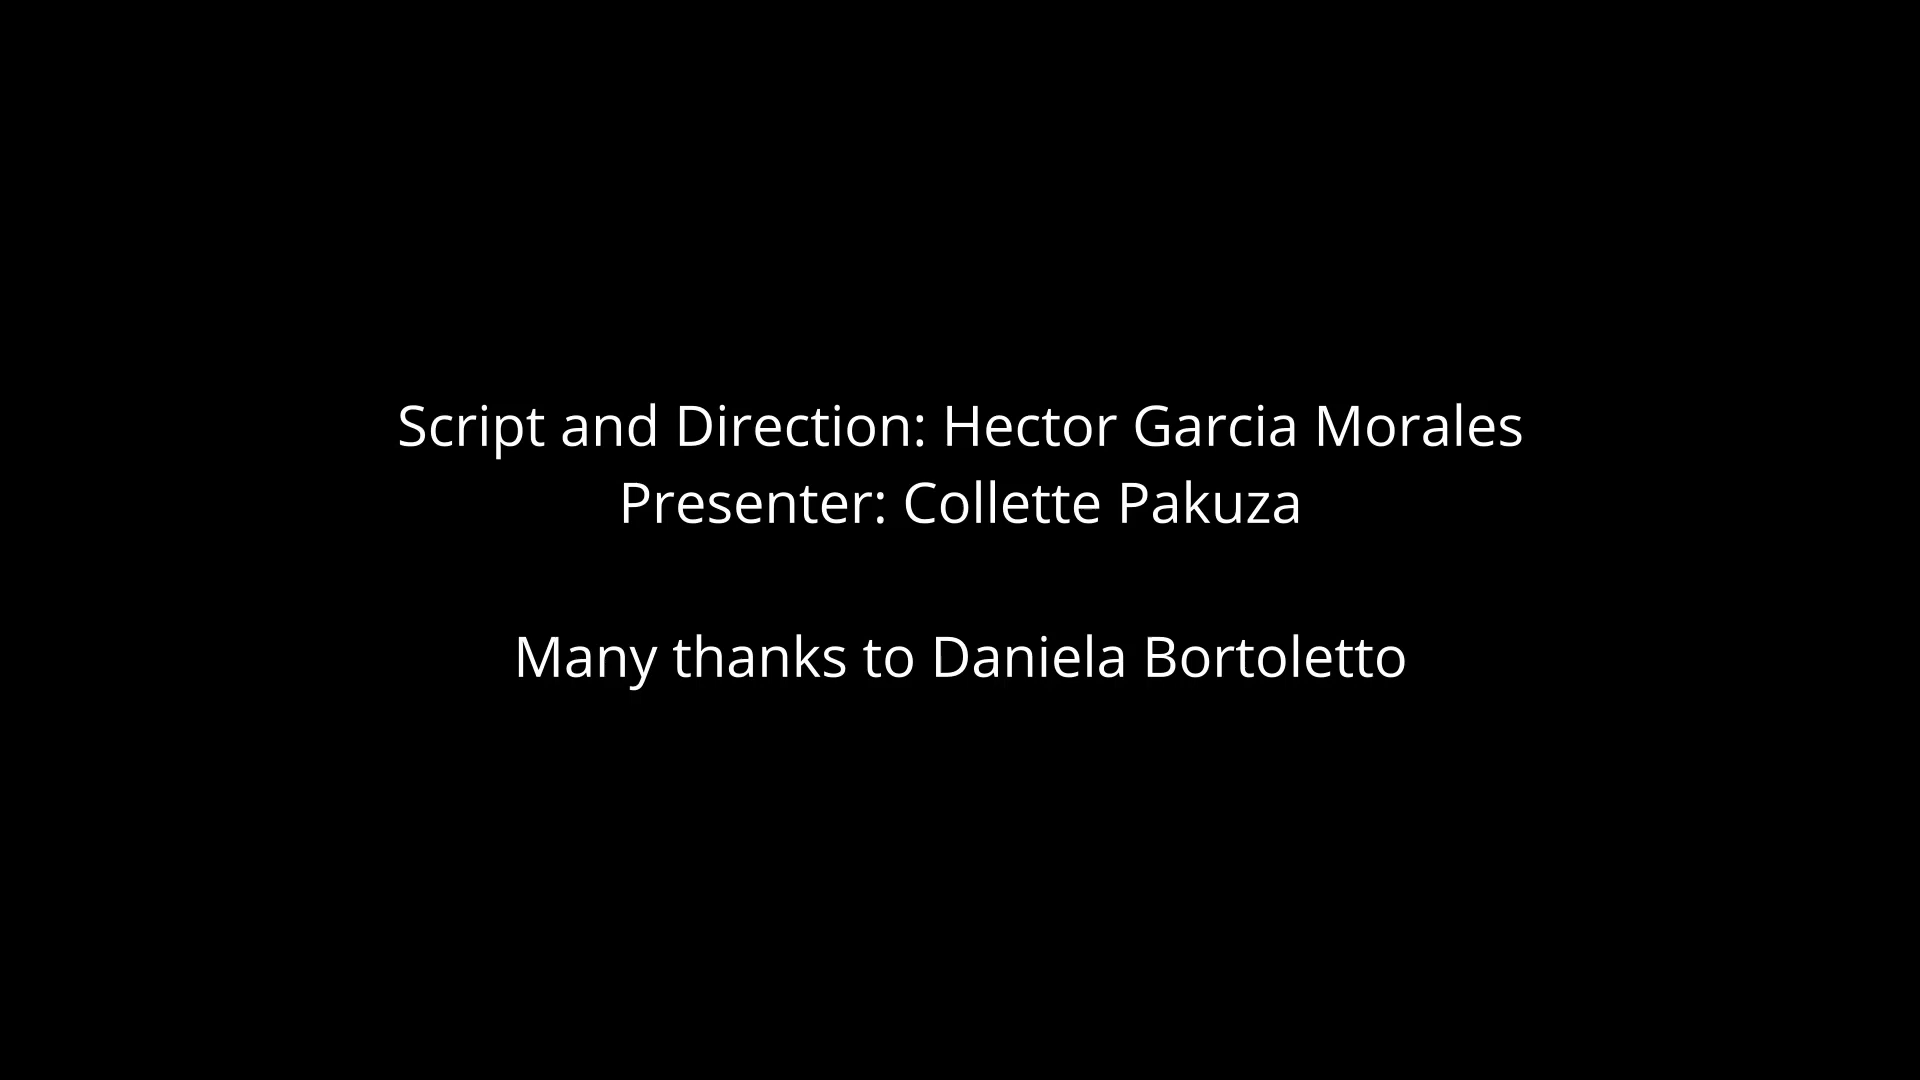 Script and Direction: Hector Garcia Morales
Presenter: Collette Pakuza
Many thanks to Daniela Bortoletto